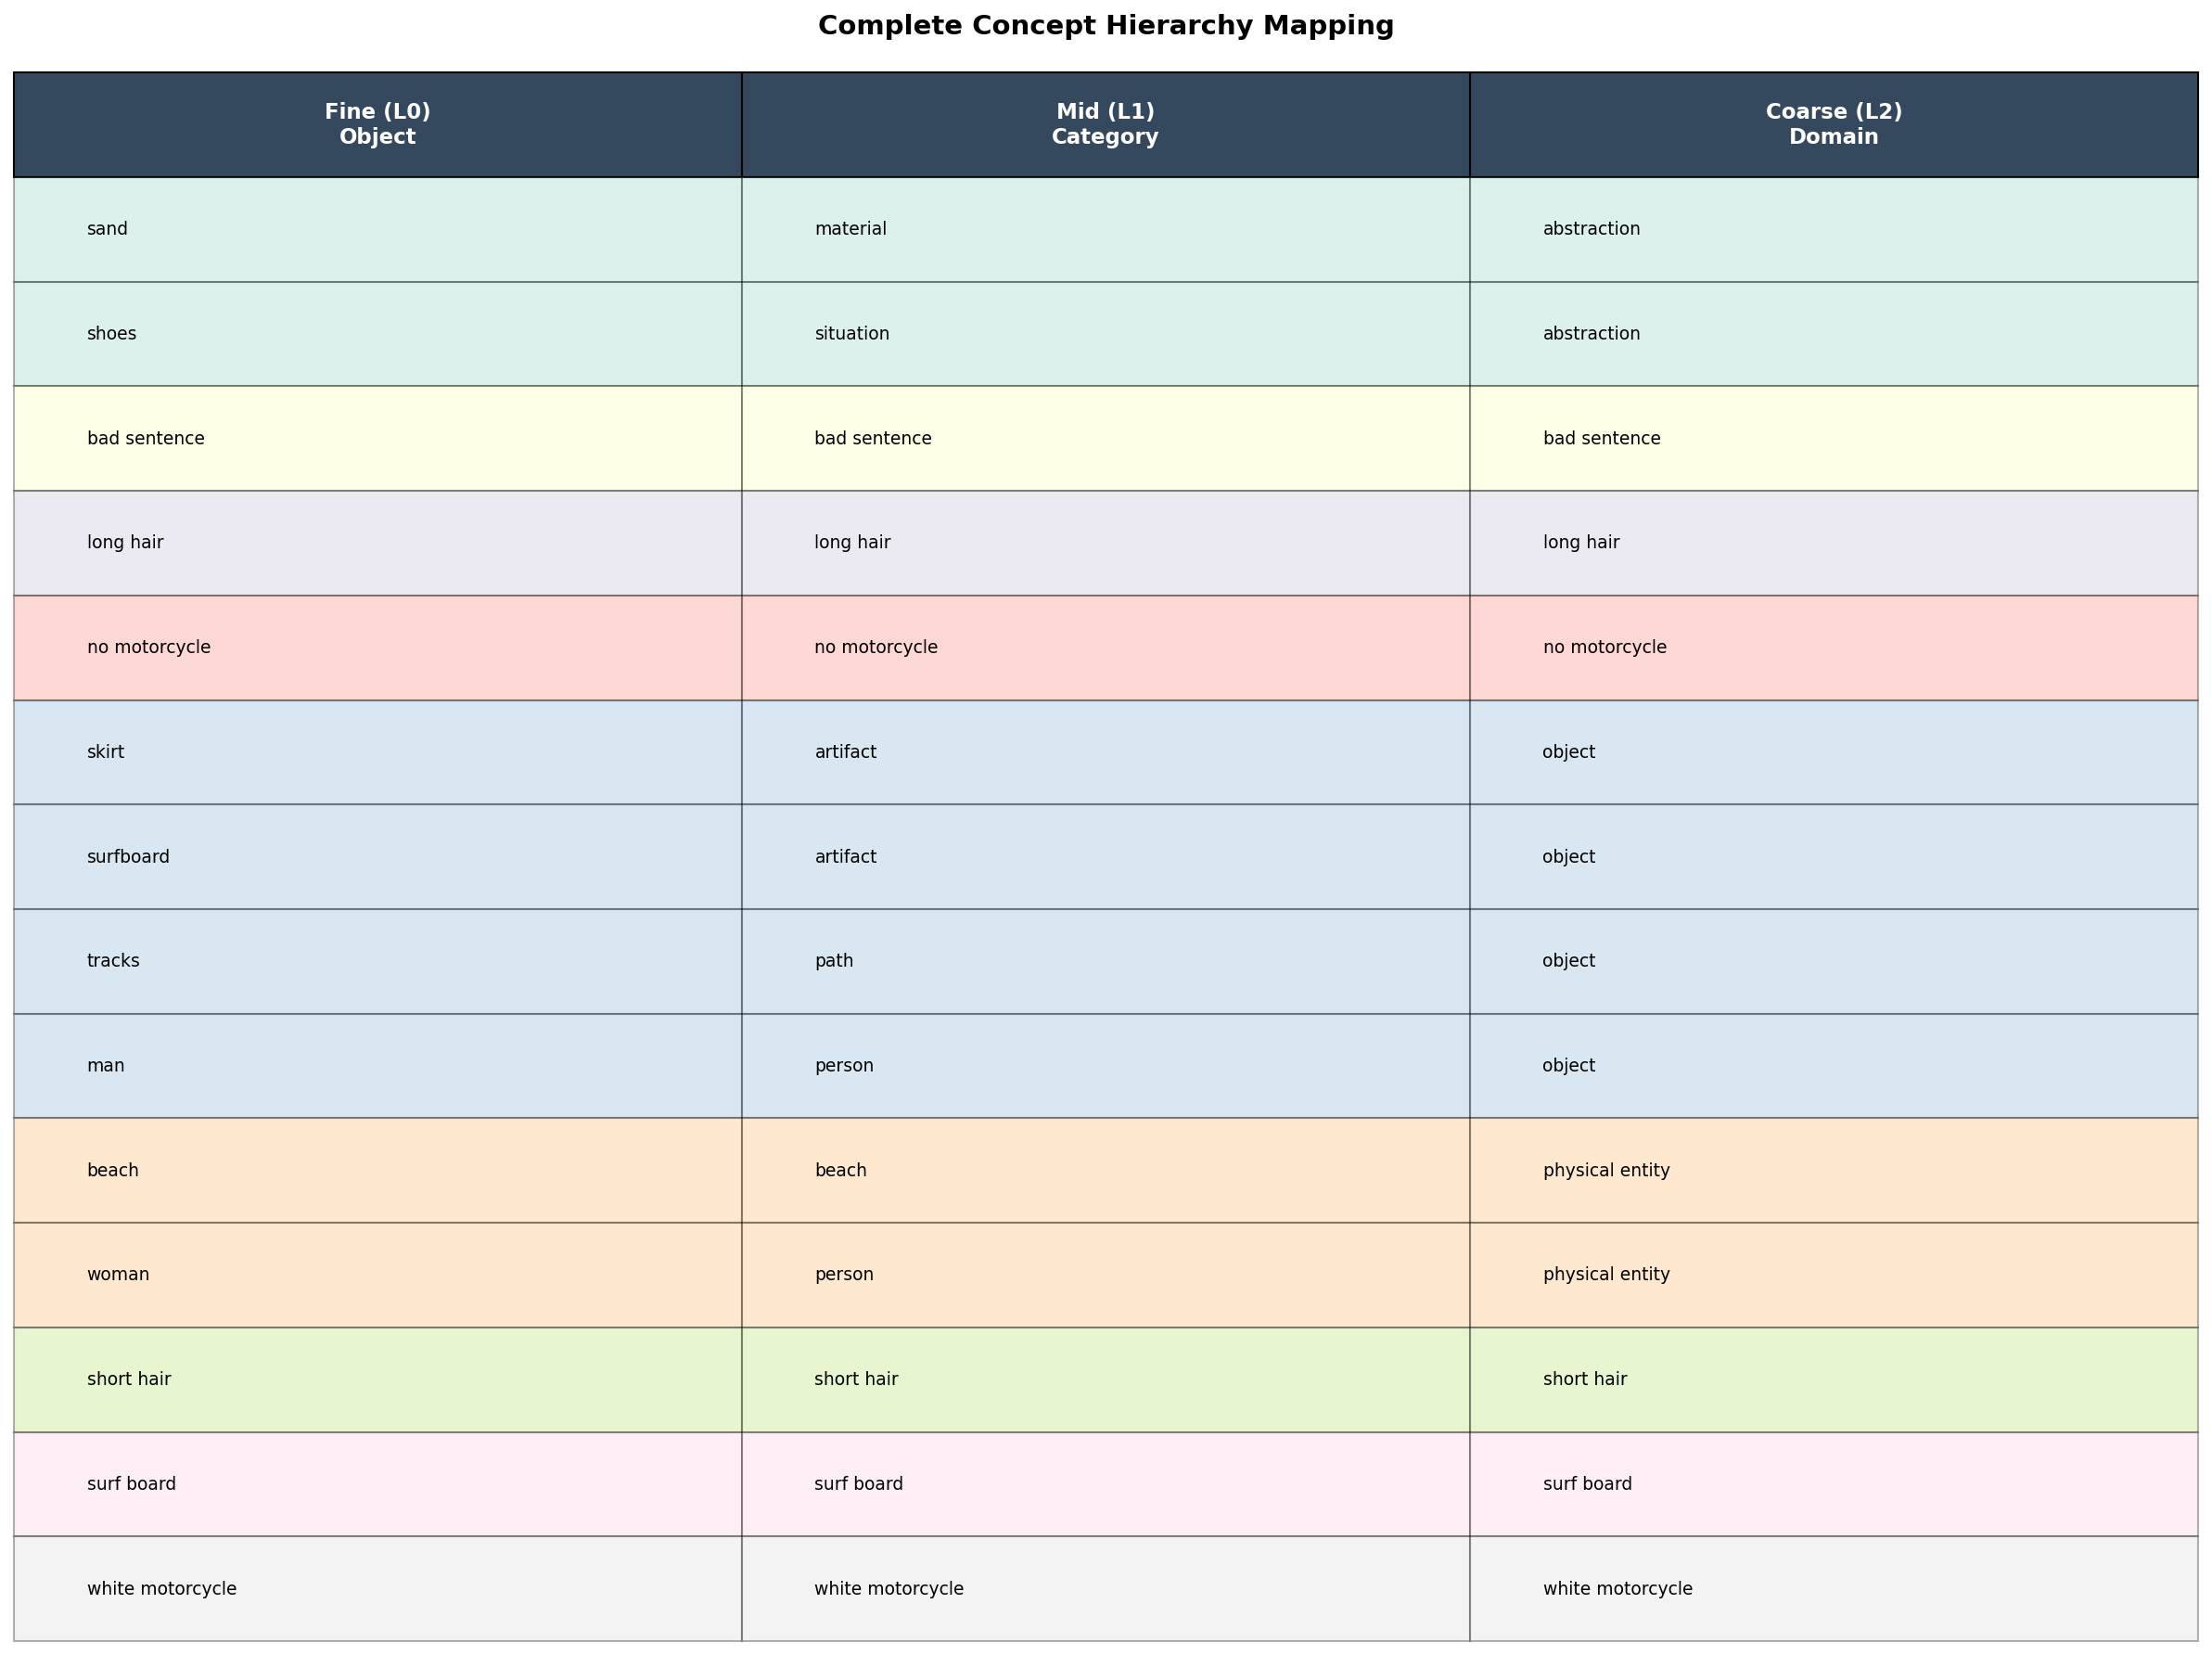 Complete Concept Hierarchy Mapping
Fine (L0)
Object
Mid (L1)
Category
Coarse (L2)
Domain
sand material abstraction
shoes situation abstraction
bad sentence bad sentence bad sentence
long hair long hair long hair
no motorcycle no motorcycle no motorcycle
skirt artifact object
surfboard artifact object
tracks path object
man person object
beach beach physical entity
woman person physical entity
short hair short hair short hair
surf board surf board surf board
white motorcycle white motorcycle white motorcycle